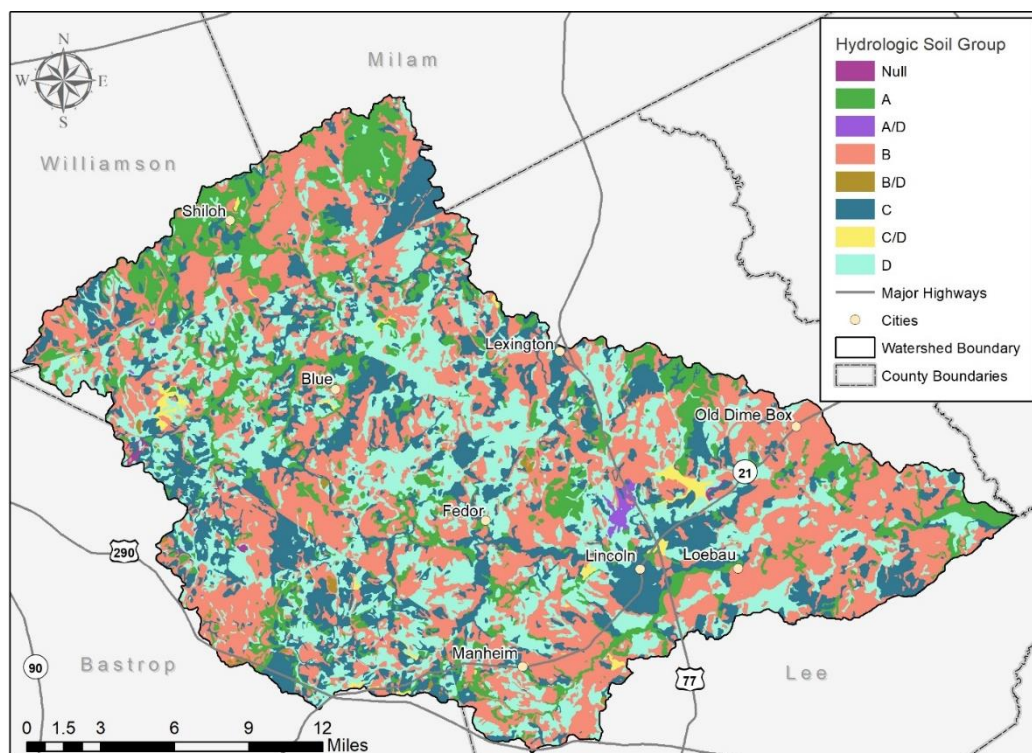 Milam
N
W E
S
Williamson
Shiloh
Lexington
Blue
Old Dime Box
21
Fedor
290
Lincoln
Loebau
Manheim
Bastrop
Lee
90
77
0 1.5 3 6 9 12
Miles
Hydrologic Soil Group
Null
A
A/D
B
B/D
C
C/D
D
Major Highways
Cities
Watershed Boundary
County Boundaries